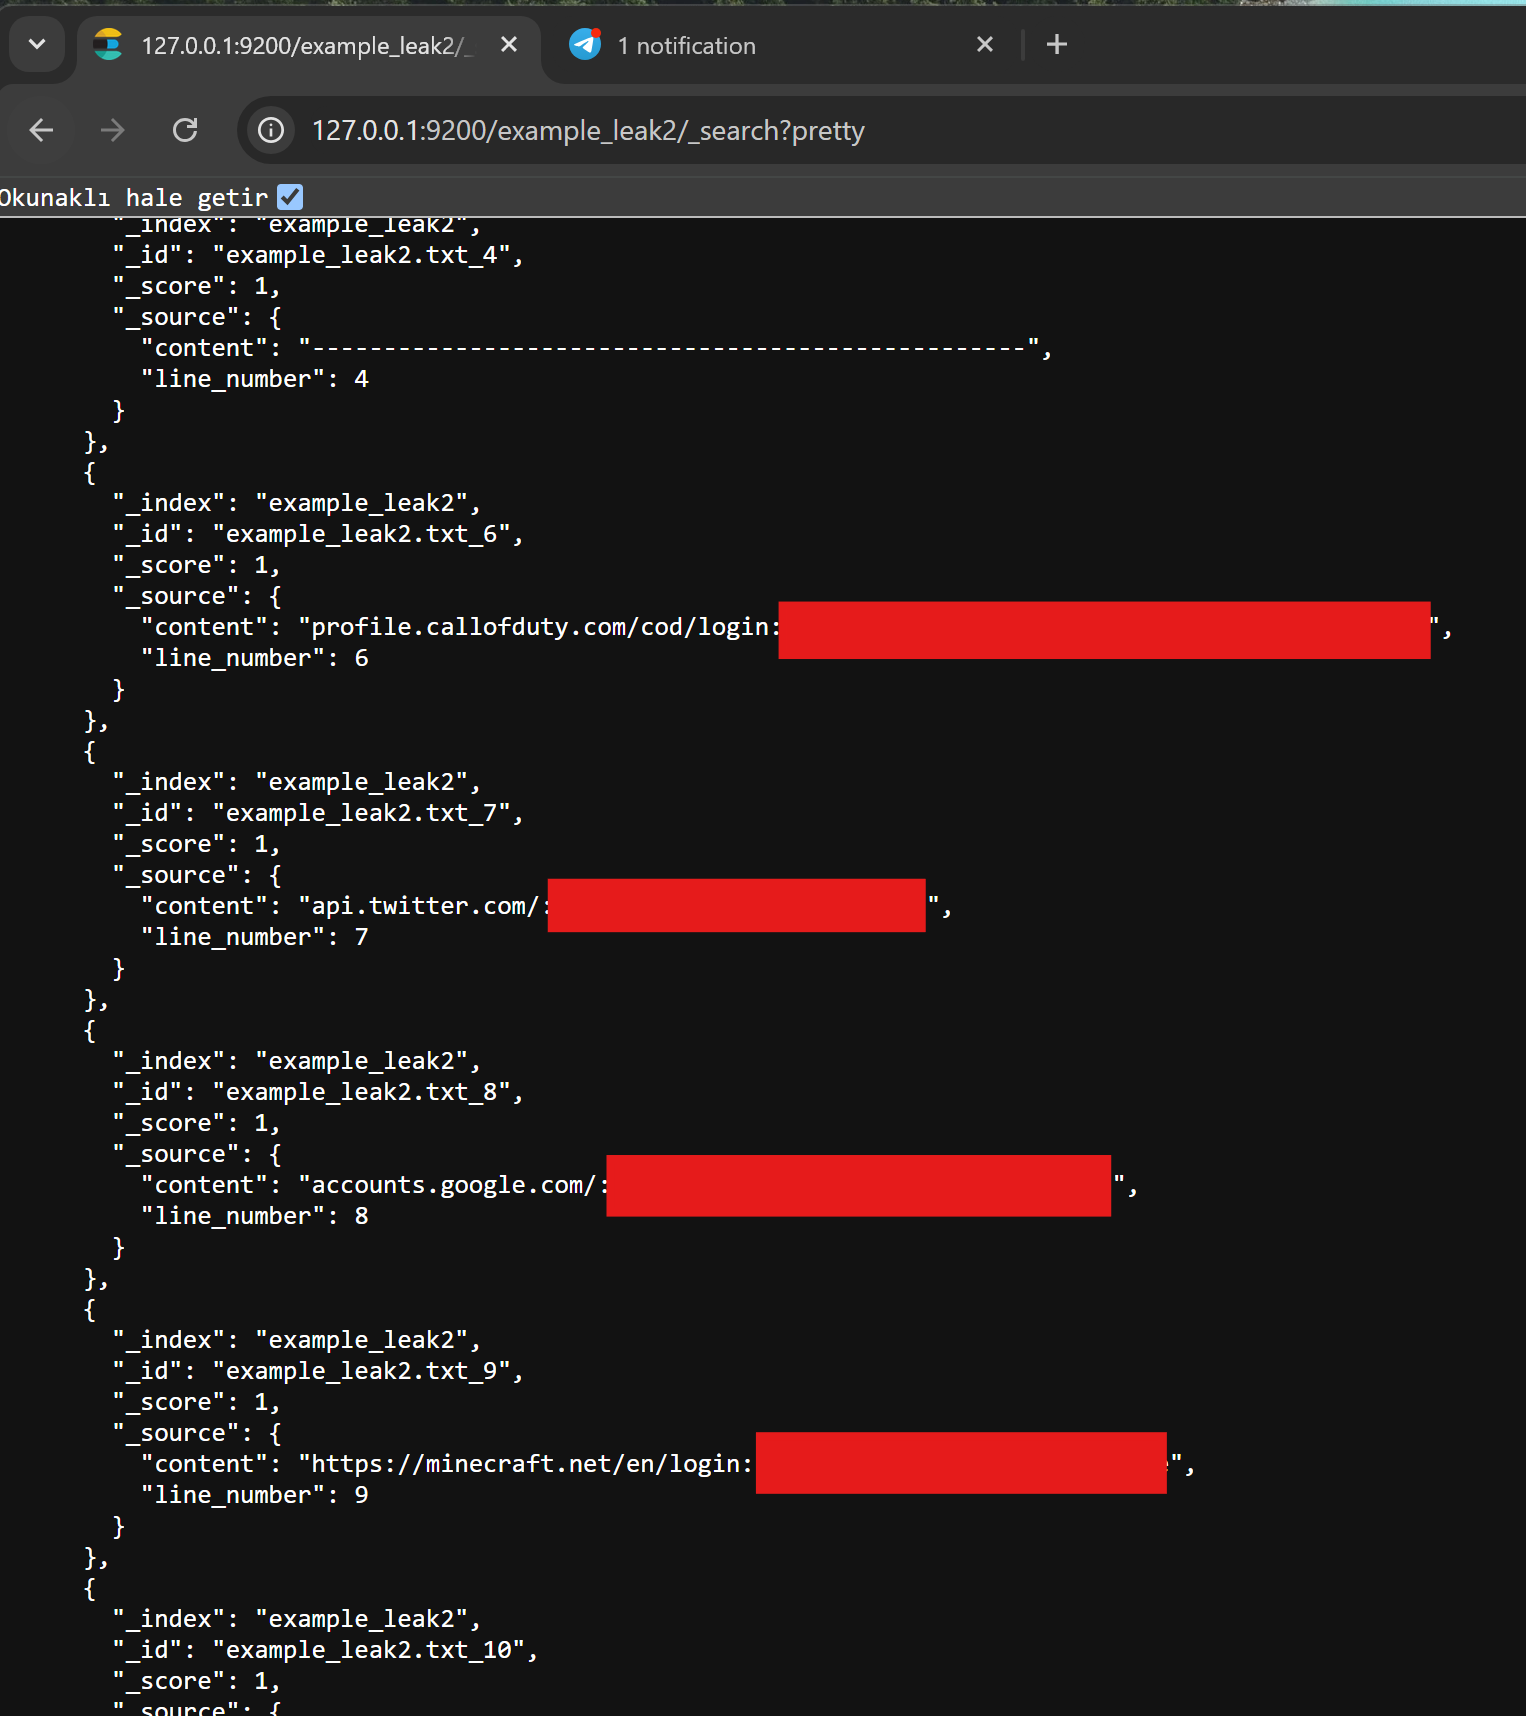 127.0.0.1:9200/example_leak2/_
1 notification
127.0.0.1:9200/example_leak2/_search?pretty
Okunaklı hale getir
"_index": "example_leak2",
"_id": "example_leak2.txt_4",
"_score": 1,
"_source": {
"content": "--------------------------------------------------",
"line_number": 4
}
},
{
"_index": "example_leak2",
"_id": "example_leak2.txt_6",
"_score": 1,
"_source": {
"content": "profile.callofduty.com/cod/login:",
"line_number": 6
}
},
{
"_index": "example_leak2",
"_id": "example_leak2.txt_7",
"_score": 1,
"_source": {
"content": "api.twitter.com/:",
"line_number": 7
}
},
{
"_index": "example_leak2",
"_id": "example_leak2.txt_8",
"_score": 1,
"_source": {
"content": "accounts.google.com/:",
"line_number": 8
}
},
{
"_index": "example_leak2",
"_id": "example_leak2.txt_9",
"_score": 1,
"_source": {
"content": "https://minecraft.net/en/login:",
"line_number": 9
}
},
{
"_index": "example_leak2",
"_id": "example_leak2.txt_10",
"_score": 1,
"_source": {